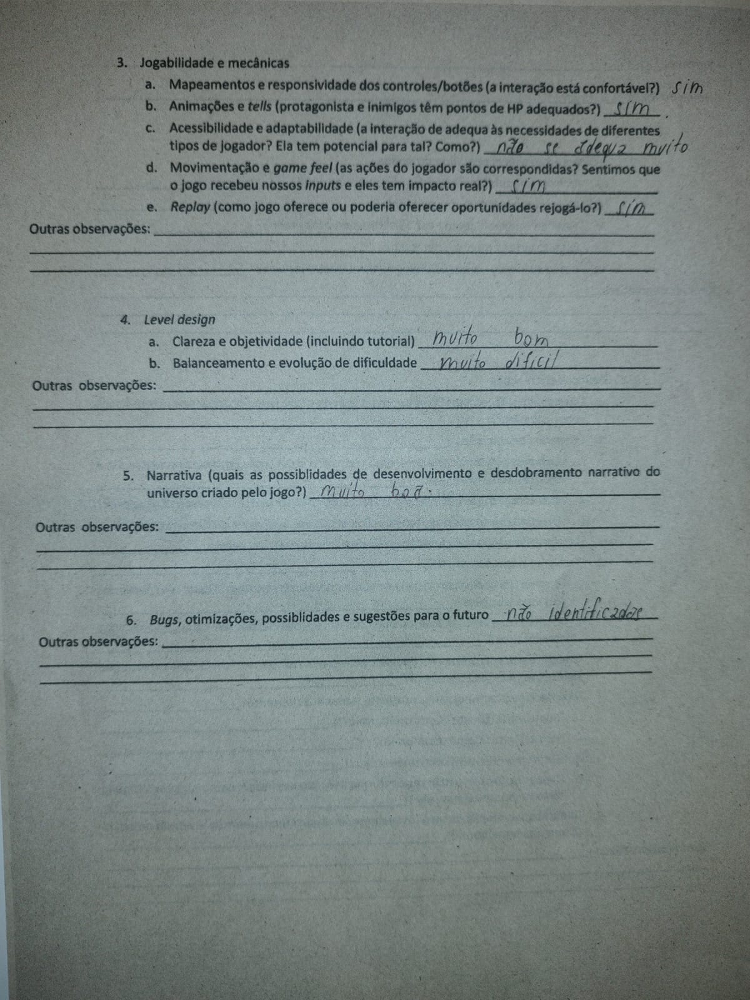 3. Jogabilidade e mecânicas
a. Mapeamentos e responsividade dos controles/botões (a interação está confortável?) sim
b. Animações e tells (protagonista e inimigos têm pontos de HP adequados?) sim.
c. Acessibilidade e adaptabilidade (a interação de adequa às necessidades de diferentes
tipos de jogador? Ela tem potencial para tal? Como?) não se adequa muito
d. Movimentação e game feel (as ações do jogador são correspondidas? Sentimos que
o jogo recebeu nossos inputs e eles tem impacto real?) sim
e. Replay (como jogo oferece ou poderia oferecer oportunidades rejogá-lo?) sim
Outras observações:
4. Level design
a. Clareza e objetividade (incluindo tutorial) muito bom
b. Balanceamento e evolução de dificuldade muito dificil
Outras observações:
5. Narrativa (quais as possiblidades de desenvolvimento e desdobramento narrativo do
universo criado pelo jogo?) muito boa.
Outras observações:
6. Bugs, otimizações, possiblidades e sugestões para o futuro não identificadas
Outras observações: